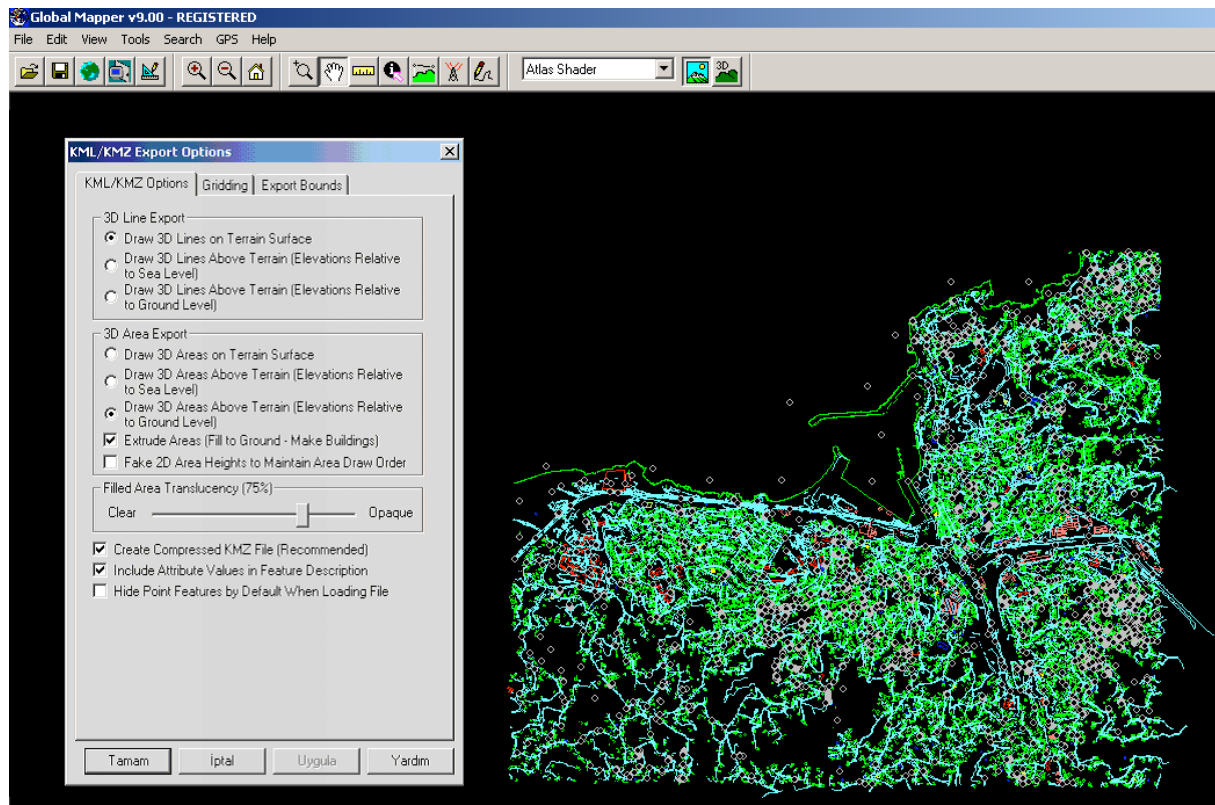 Global Mapper v9.00 - REGISTERED
File Edit View Tools Search GPS Help
Atlas Shader
3D
KML/KMZ Export Options
KML/KMZ Options Gridding Export Bounds
3D Line Export
Draw 3D Lines on Terrain Surface
Draw 3D Lines Above Terrain (Elevations Relative
to Sea Level)
Draw 3D Lines Above Terrain (Elevations Relative
to Ground Level)
3D Area Export
Draw 3D Areas on Terrain Surface
Draw 3D Areas Above Terrain (Elevations Relative
to Sea Level)
Draw 3D Areas Above Terrain (Elevations Relative
to Ground Level)
Extrude Areas (Fill to Ground - Make Buildings)
Fake 2D Area Heights to Maintain Area Draw Order
Filled Area Translucency (75%)
Clear Opaque
Create Compressed KMZ File (Recommended)
Include Attribute Values in Feature Description
Hide Point Features by Default When Loading File
Tamam İptal Uygula Yardım